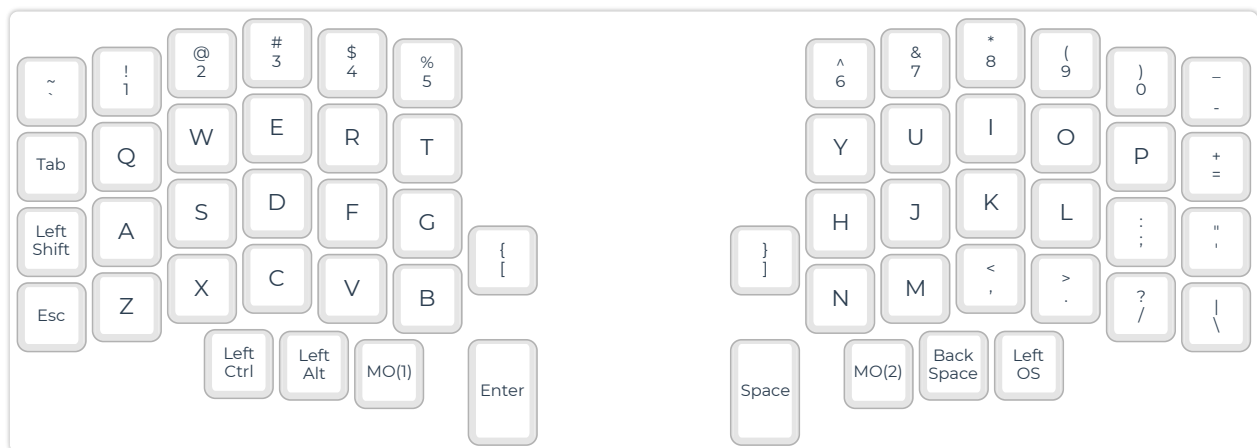 ~
`
!
1
@
2
#
3
$
4
%
5
^
6
&
7
*
8
(
9
)
0
_
-
Tab
Q
W
E
R
T
Y
U
I
O
P
+
=
Left
Shift
A
S
D
F
G
{
[
}
]
H
J
K
L
:
;
"
'
Esc
Z
X
C
V
B
N
M
<
,
>
.
?
/
|
\
Left
Ctrl
Left
Alt
MO(1)
Enter
Space
MO(2)
Back
Space
Left
OS